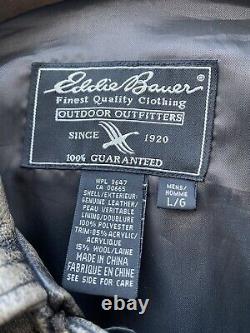 Eddie Bauer®
Finest Quality Clothing
OUTDOOR OUTFITTERS
SINCE 1920
100% GUARANTEED
WPL 1647
CA 00665
SHELL/EXTERIEUR:
GENUINE LEATHER/
PEAU VERITABLE
LINING/DOUBLURE
100% POLYESTER
TRIM:85% ACRYLIC/
ACRYLIQUE
15% WOOL/LAINE
MADE IN CHINA
FABRIQUE EN CHINE
SEE SIDE FOR CARE
MENS/
HOMME
L/G